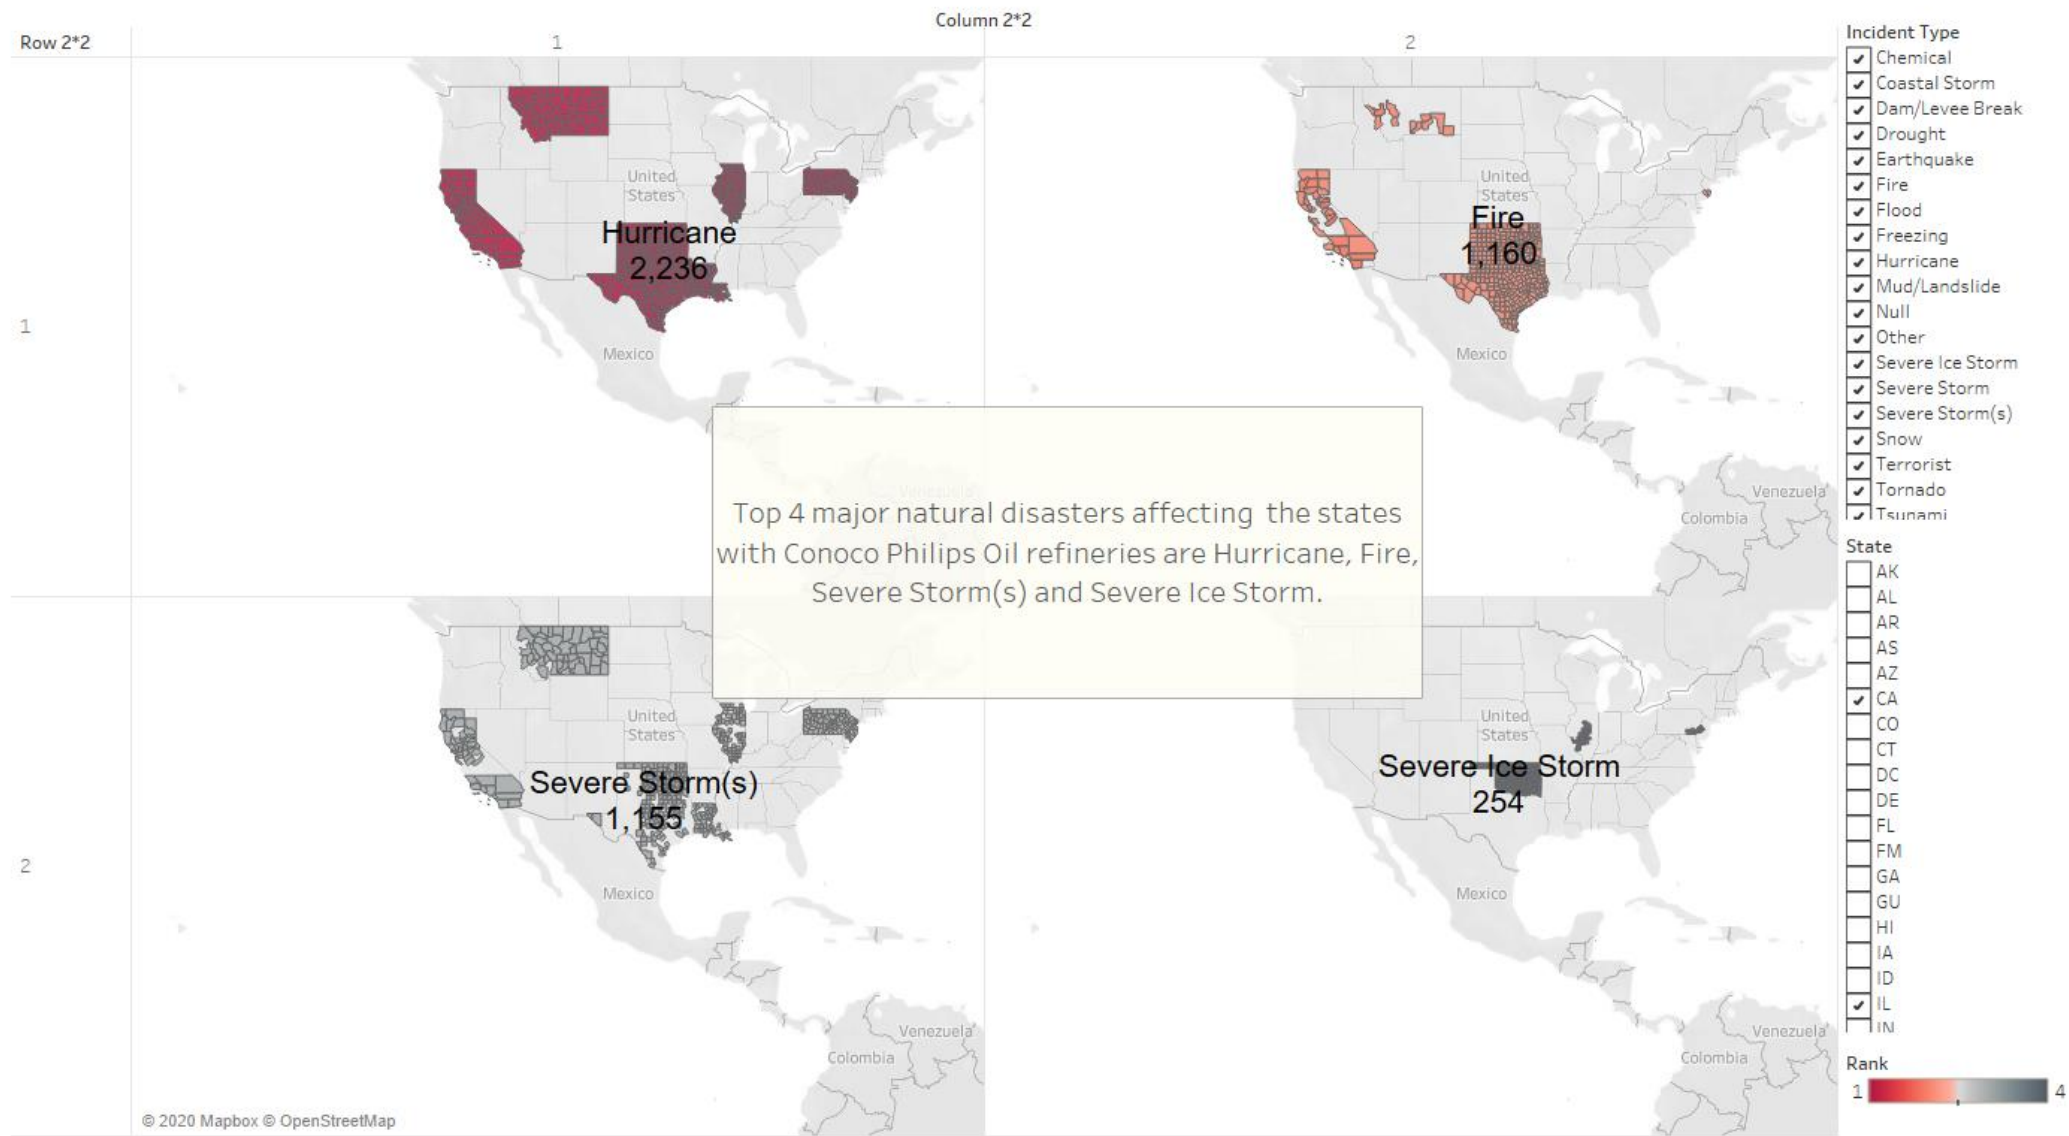 Column 2*2
Row 2*2
1
2
1
United
States
Hurricane
2,236
Mexico
United
States
Fire
1,160
Mexico
Venezuela
Colombia
Top 4 major natural disasters affecting the states
with Conoco Philips Oil refineries are Hurricane, Fire,
Severe Storm(s) and Severe Ice Storm.
2
United
States
Severe Storm(s)
1,155
Mexico
Venezuela
Colombia
United
States
Severe Ice Storm
254
Mexico
Venezuela
Colombia
© 2020 Mapbox © OpenStreetMap
Incident Type
Chemical
Coastal Storm
Dam/Levee Break
Drought
Earthquake
Fire
Flood
Freezing
Hurricane
Mud/Landslide
Null
Other
Severe Ice Storm
Severe Storm
Severe Storm(s)
Snow
Terrorist
Tornado
Tsunami
State
AK
AL
AR
AS
AZ
CA
CO
CT
DC
DE
FL
FM
GA
GU
HI
IA
ID
IL
IN
Rank
1
4